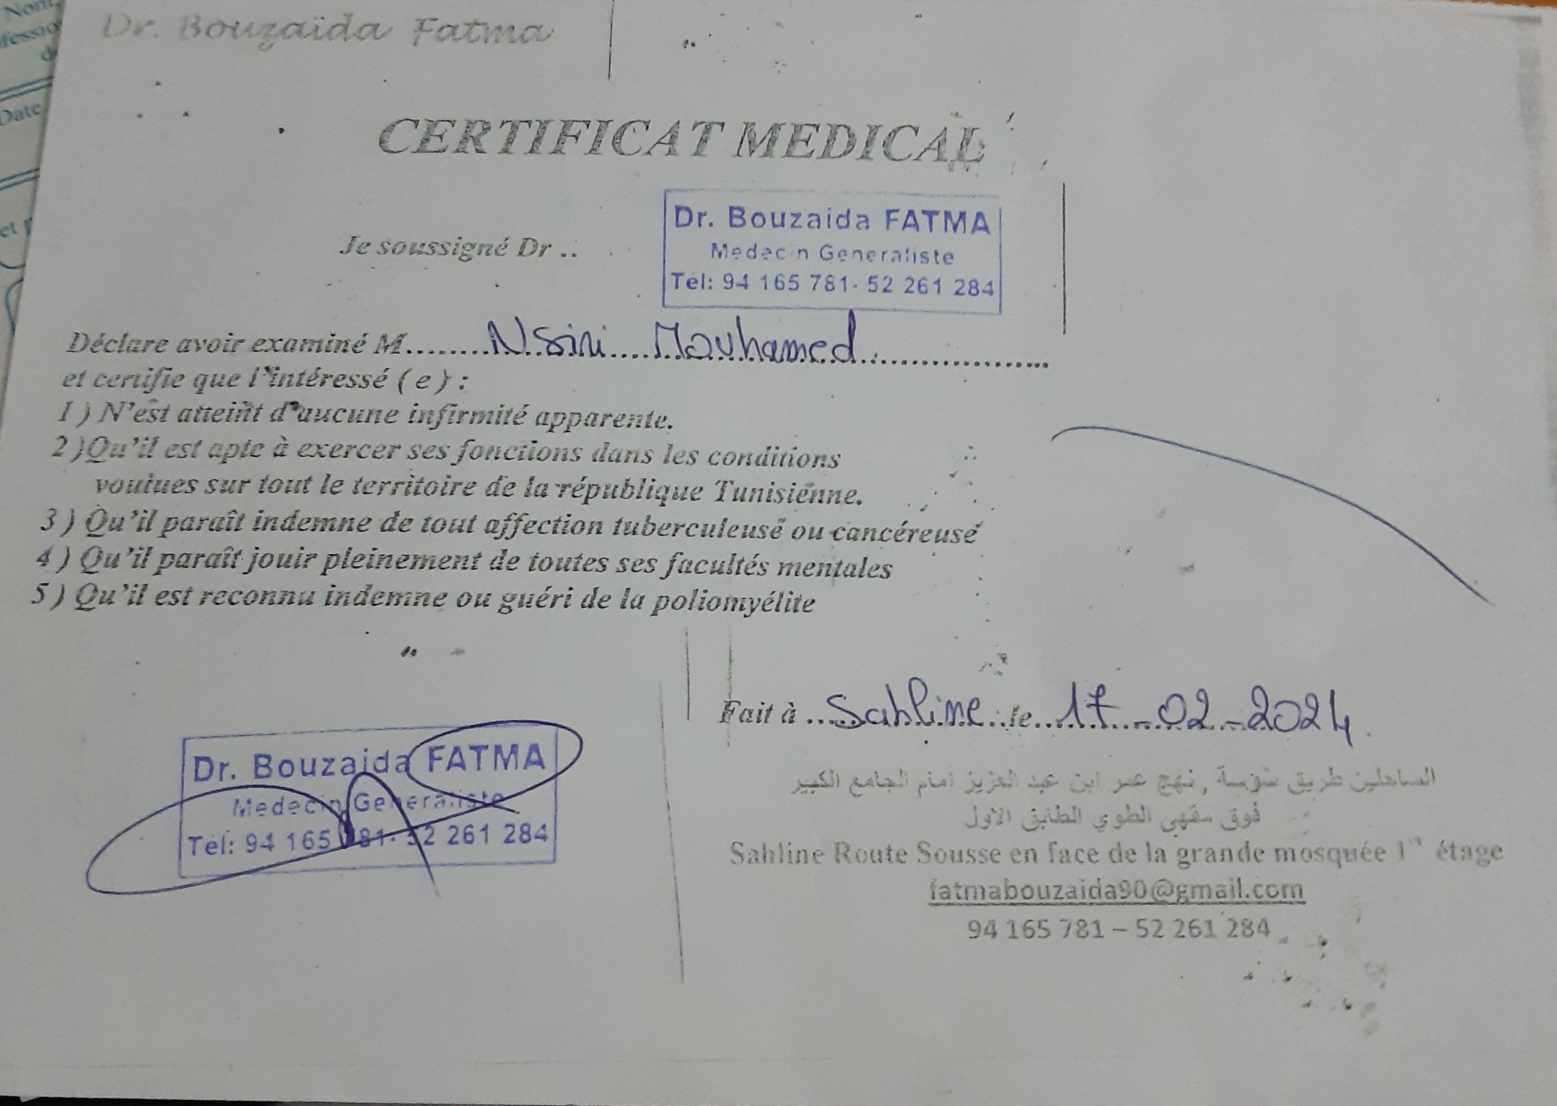 Nom
Date
et
Dr. Bouzaïda Fatma
CERTIFICAT MEDICAL
Je soussigné Dr ..
Dr. Bouzaida FATMA
Medecin Generaliste
Tél: 94 165 781- 52 261 284
Déclare avoir examiné M........Nsiri....Mouhamed..................
et certifie que l'intéressé ( e ) :
1 ) N'est atteint d'aucune infirmité apparente.
2 )Qu'il est apte à exercer ses fonctions dans les conditions
voulues sur tout le territoire de la république Tunisienne.
3 ) Qu'il paraît indemne de tout affection tuberculeuse ou cancéreuse
4 ) Qu'il paraît jouir pleinement de toutes ses facultés mentales
5 ) Qu'il est reconnu indemne ou guéri de la poliomyélite
Fait à ...Sahline..le...17...-02..-2024.
Dr. Bouzaida FATMA
Medecin Generaliste
Tél: 94 165 781- 52 261 284
الساحلين طريق سوسة , نهج عمر ابن عبد العزيز امام الجامع الكبير
فوق مقهى الطوي الطابق الاول
Sahline Route Sousse en face de la grande mosquée 1er étage
fatmabouzaida90@gmail.com
94 165 781 – 52 261 284